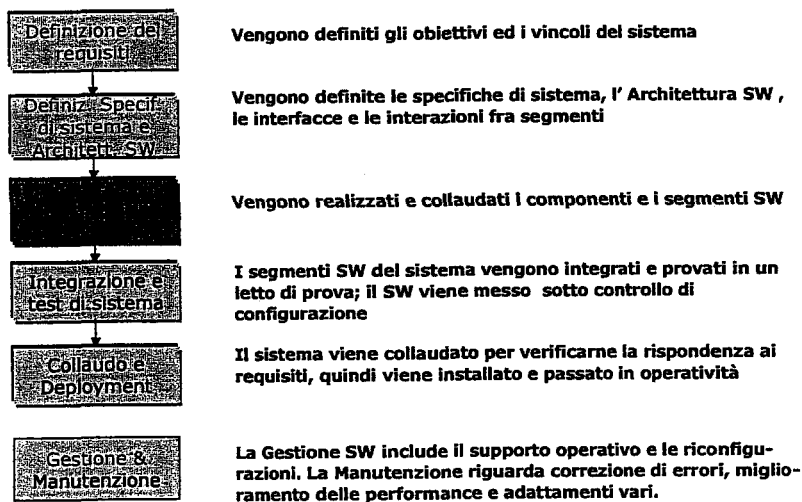 Definizione dei
requisiti
Vengono definiti gli obiettivi ed i vincoli del sistema
Definiz. Specif.
di sistema e
Architett. SW
Vengono definite le specifiche di sistema, l' Architettura SW ,
le interfacce e le interazioni fra segmenti
Vengono realizzati e collaudati i componenti e i segmenti SW
Integrazione e
test di sistema
I segmenti SW del sistema vengono integrati e provati in un
letto di prova; il SW viene messo sotto controllo di
configurazione
Collaudo e
Deployment
Il sistema viene collaudato per verificarne la rispondenza ai
requisiti, quindi viene installato e passato in operatività
Gestione &
Manutenzione
La Gestione SW include il supporto operativo e le riconfigu-
razioni. La Manutenzione riguarda correzione di errori, miglio-
ramento delle performance e adattamenti vari.